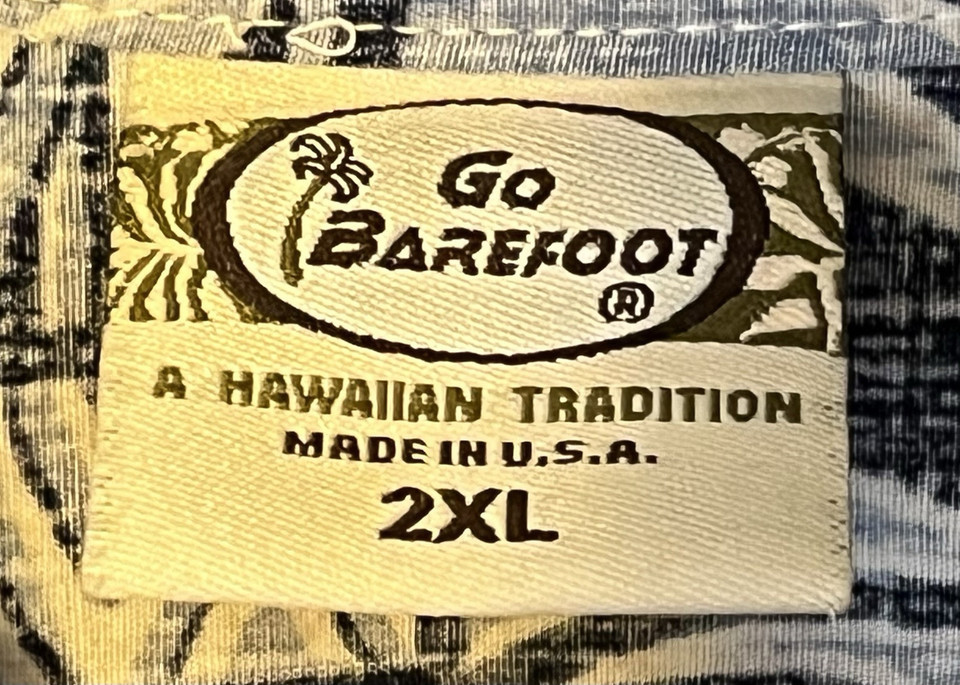 Go
BAREFOOT
®
A HAWAIIAN TRADITION
MADE IN U.S.A.
2XL